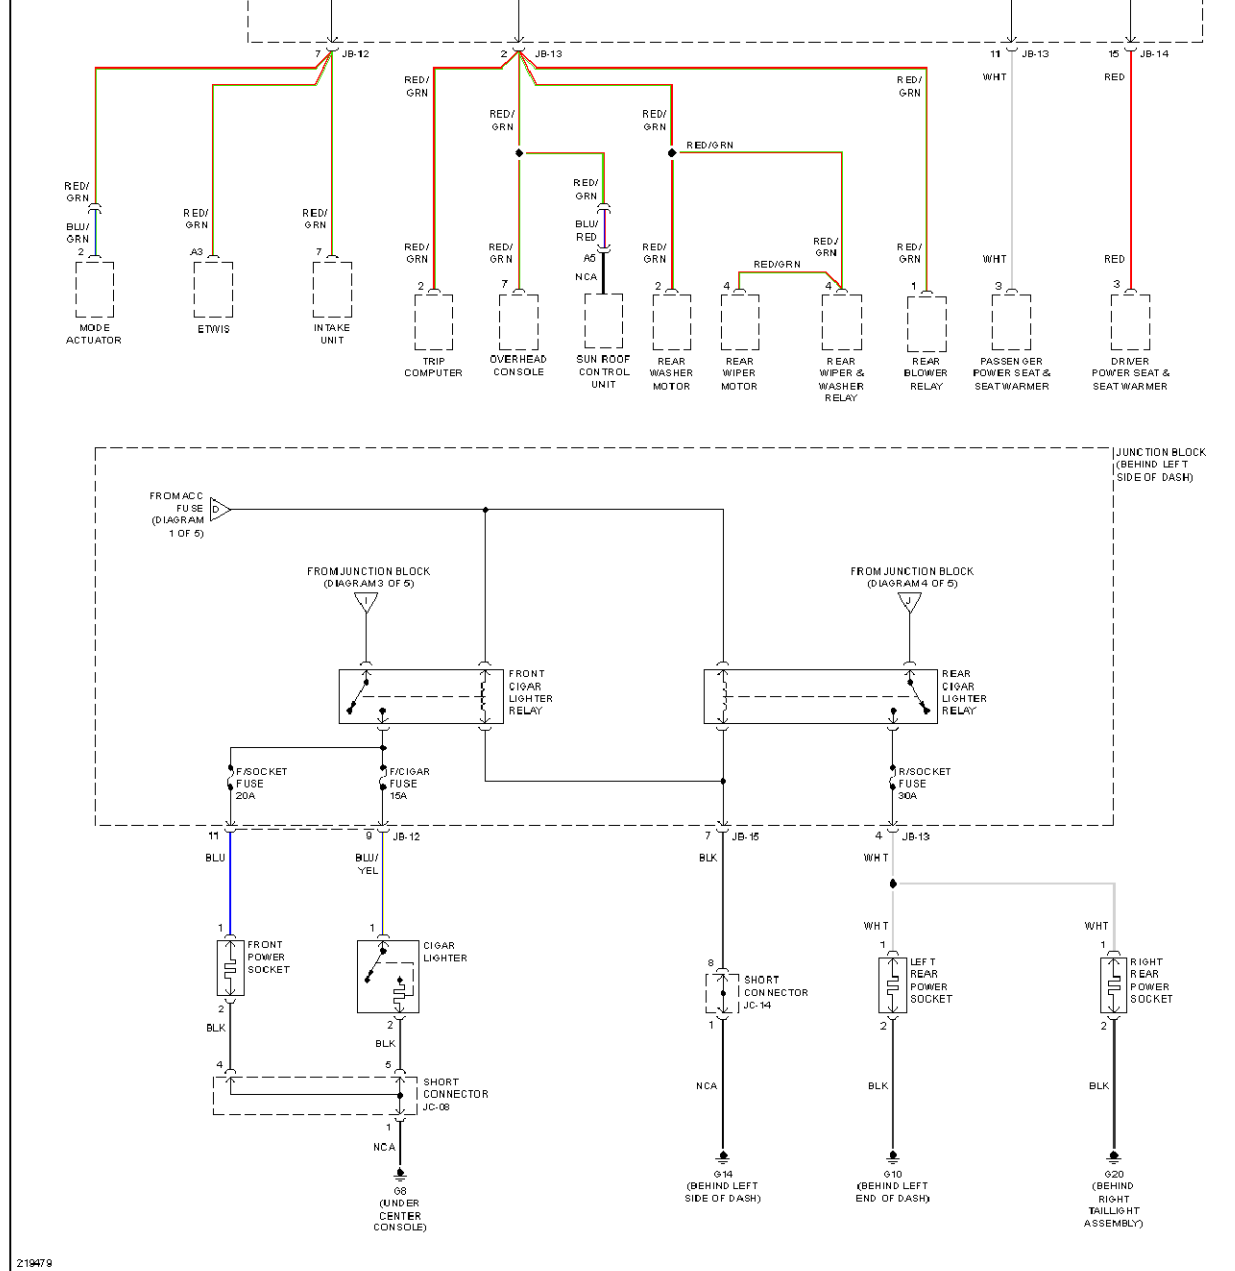 7 JB-12
2 JB-13
11 JB-13
15 JB-14
RED/
GRN
RED/
GRN
WHT
RED
RED/
GRN
RED/
GRN
RED/GRN
RED/
GRN
RED/
GRN
BLU/
GRN
RED/
GRN
RED/
GRN
BLU/
RED
2
A3
7
A5
NCA
RED/
GRN
RED/
GRN
RED/
GRN
RED/GRN
RED/
GRN
RED/
GRN
WHT
RED
2
7
2
4
4
1
3
3
MODE
ACTUATOR
ETWIS
INTAKE
UNIT
TRIP
COMPUTER
OVERHEAD
CONSOLE
SUN ROOF
CONTROL
UNIT
REAR
WASHER
MOTOR
REAR
WIPER
MOTOR
REAR
WIPER &
WASHER
RELAY
REAR
BLOWER
RELAY
PASSENGER
POWER SEAT &
SEAT WARMER
DRIVER
POWER SEAT &
SEAT WARMER
JUNCTION BLOCK
(BEHIND LEFT
SIDE OF DASH)
FROM ACC
FUSE
(DIAGRAM
1 OF 5)
D
FROM JUNCTION BLOCK
(DIAGRAM 3 OF 5)
I
FROM JUNCTION BLOCK
(DIAGRAM 4 OF 5)
J
FRONT
CIGAR
LIGHTER
RELAY
REAR
CIGAR
LIGHTER
RELAY
F/SOCKET
FUSE
20A
F/CIGAR
FUSE
15A
R/SOCKET
FUSE
30A
11
9 JB-12
7 JB-15
4 JB-13
BLU
BLU/
YEL
BLK
WHT
WHT
WHT
1
1
1
1
FRONT
POWER
SOCKET
CIGAR
LIGHTER
8
SHORT
CONNECTOR
JC-14
LEFT
REAR
POWER
SOCKET
RIGHT
REAR
POWER
SOCKET
2
2
1
2
2
BLK
BLK
4
5
SHORT
CONNECTOR
JC-08
NCA
BLK
BLK
1
NCA
G8
(UNDER
CENTER
CONSOLE)
G14
(BEHIND LEFT
SIDE OF DASH)
G10
(BEHIND LEFT
END OF DASH)
G20
(BEHIND
RIGHT
TAILLIGHT
ASSEMBLY)
219479